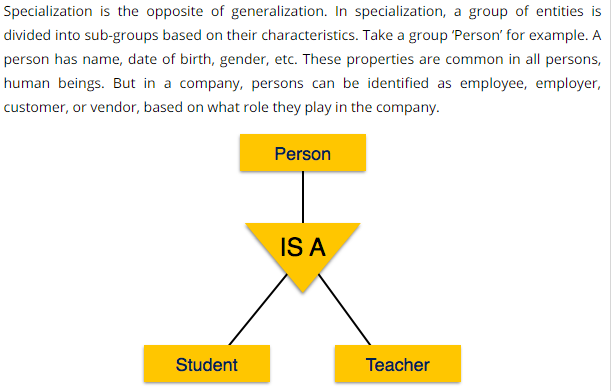 Specialization is the opposite of generalization. In specialization, a group of entities is
divided into sub-groups based on their characteristics. Take a group ‘Person’ for example. A
person has name, date of birth, gender, etc. These properties are common in all persons,
human beings. But in a company, persons can be identified as employee, employer,
customer, or vendor, based on what role they play in the company.
Person
IS A
Student
Teacher